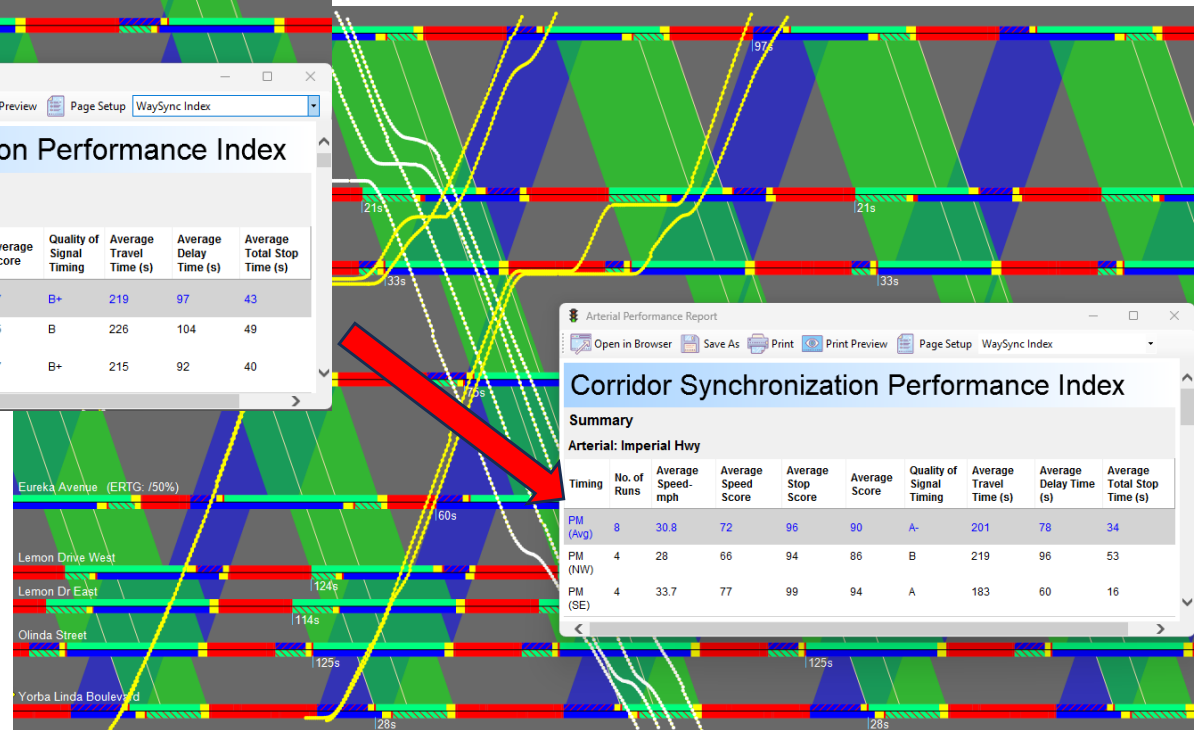 97s
Preview Page Setup WaySync Index
on Performance Index
Quality of Signal Timing Average Travel Time (s) Average Delay Time (s) Average Total Stop Time (s)
B+ 219 97 43
B 226 104 49
B+ 215 92 40
21s 21s
33s 33s
Arterial Performance Report
Open in Browser Save As Print Print Preview Page Setup WaySync Index
Corridor Synchronization Performance Index
Summary
Arterial: Imperial Hwy
Timing No. of Runs Average Speed-mph Average Speed Score Average Stop Score Average Score Quality of Signal Timing Average Travel Time (s) Average Delay Time (s) Average Total Stop Time (s)
PM (Avg) 8 30.8 72 96 90 A- 201 78 34
PM (NW) 4 28 66 94 86 B 219 96 53
PM (SE) 4 33.7 77 99 94 A 183 60 16
Eureka Avenue (ERTG: /50%)
60s
Lemon Drive West
124s
Lemon Dr East
114s
Olinda Street
125s 125s
Yorba Linda Boulevard
28s 28s